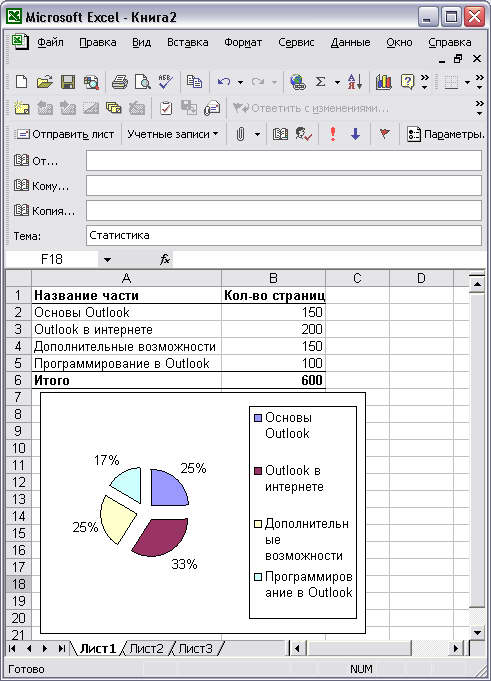 Microsoft Excel - Книга2
Файл Правка Вид Вставка Формат Сервис Данные Окно Справка
Ответить с изменениями...
Отправить лист Учетные записи Параметры.
От...
Кому...
Копия...
Тема: Статистика
F18 fx
A B C D
1 Название части Кол-во страниц
2 Основы Outlook 150
3 Outlook в интернете 200
4 Дополнительные возможности 150
5 Программирование в Outlook 100
6 Итого 600
7
8
9
10
11
12
13
14
15
16
17
18
19
20
21
17%
25%
25%
33%
Основы
Outlook
Outlook в
интернете
Дополнительн
ые
возможности
Программиров
ание в Outlook
Лист1 Лист2 Лист3
Готово NUM